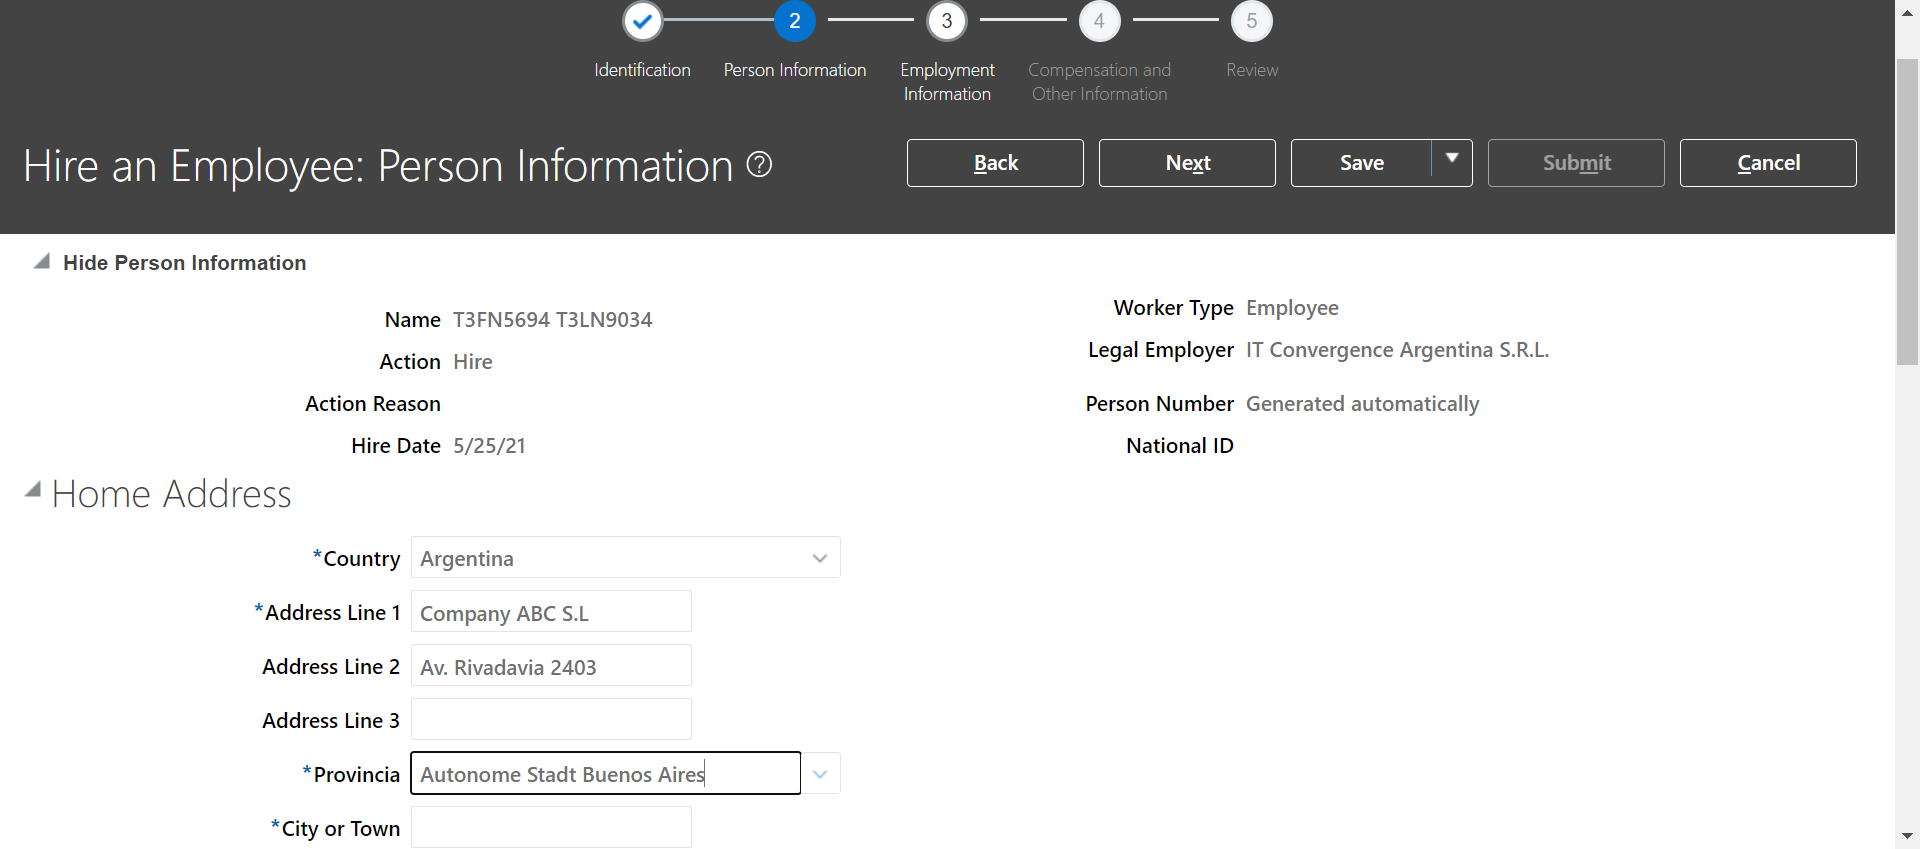 2
3
4
5
Identification
Person Information
Employment
Information
Compensation and
Other Information
Review
Hire an Employee: Person Information ?
Back
Next
Save
Submit
Cancel
Hide Person Information
Name T3FN5694 T3LN9034
Action Hire
Action Reason
Hire Date 5/25/21
Worker Type Employee
Legal Employer IT Convergence Argentina S.R.L.
Person Number Generated automatically
National ID
Home Address
*Country Argentina
*Address Line 1 Company ABC S.L
Address Line 2 Av. Rivadavia 2403
Address Line 3
*Provincia Autonome Stadt Buenos Aires
*City or Town